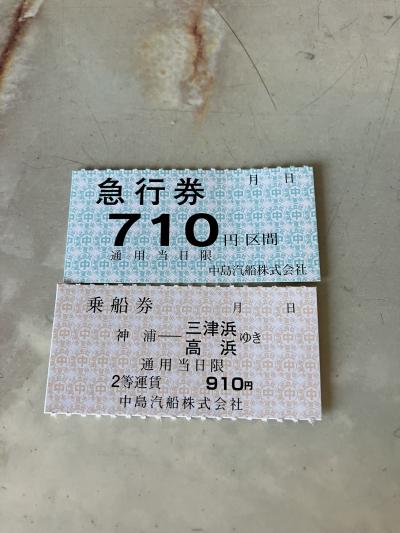 急行券 月 日
710円区間
通用当日限
中島汽船株式会社
乗船券 月 日
神浦―三津浜
高浜ゆき
通用当日限
2等運賃 910円
中島汽船株式会社